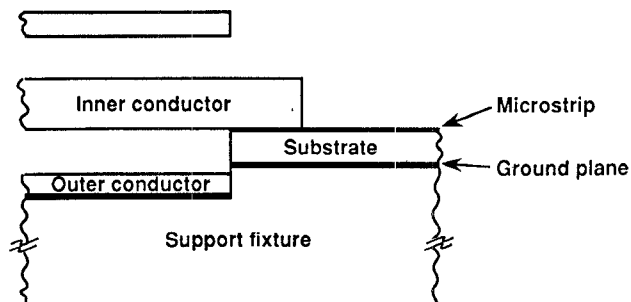 Inner conductor
Microstrip
Substrate
Ground plane
Outer conductor
Support fixture